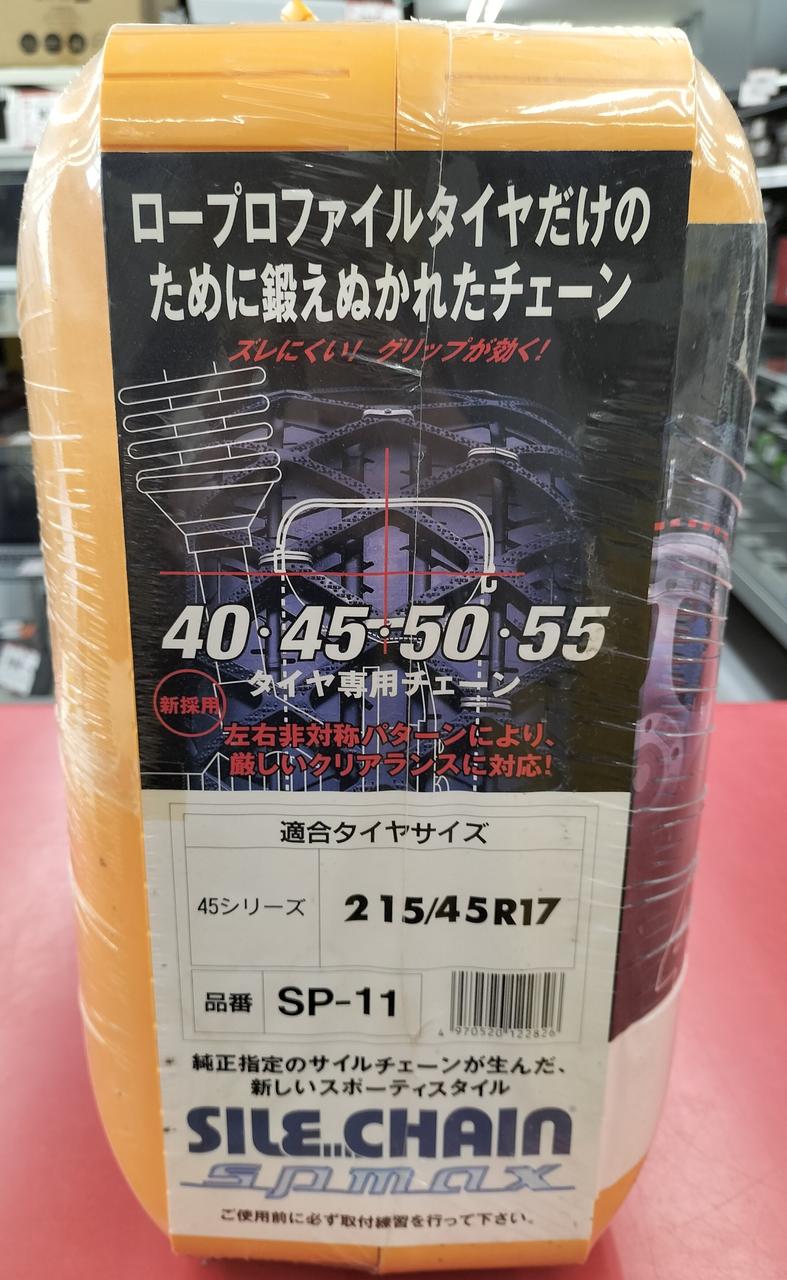 ロープロファイルタイヤだけの
ために鍛えぬかれたチェーン
ズレにくい! グリップが効く!
40・45・50・55
タイヤ専用チェーン
新採用
左右非対称パターンにより、
厳しいクリアランスに対応!
適合タイヤサイズ
45シリーズ
215/45R17
品番
SP-11
4 970520 122826
純正指定のサイルチェーンが生んだ、
新しいスポーティスタイル
SILE CHAIN
spmax
ご使用前に必ず取付練習を行って下さい。